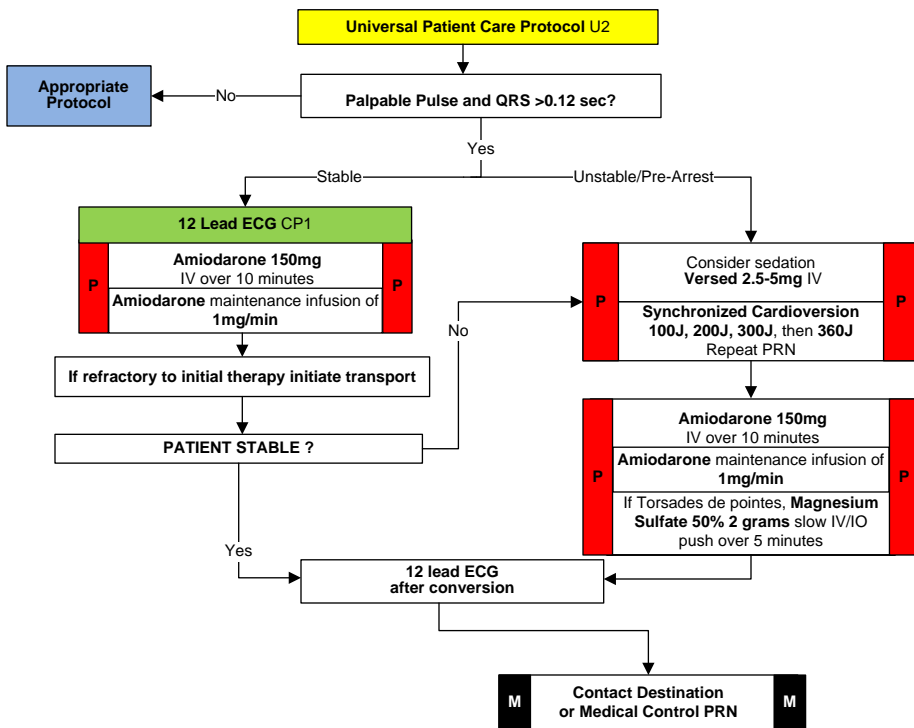 Universal Patient Care Protocol U2
Appropriate
Protocol
No
Palpable Pulse and QRS >0.12 sec?
Yes
Stable
Unstable/Pre-Arrest
12 Lead ECG CP1
P
Amiodarone 150mg
IV over 10 minutes
Amiodarone maintenance infusion of
1mg/min
P
No
P
Consider sedation
Versed 2.5-5mg IV
Synchronized Cardioversion
100J, 200J, 300J, then 360J
Repeat PRN
P
If refractory to initial therapy initiate transport
PATIENT STABLE ?
P
Amiodarone 150mg
IV over 10 minutes
Amiodarone maintenance infusion of
1mg/min
If Torsades de pointes, Magnesium
Sulfate 50% 2 grams slow IV/IO
push over 5 minutes
P
Yes
12 lead ECG
after conversion
M
Contact Destination
or Medical Control PRN
M